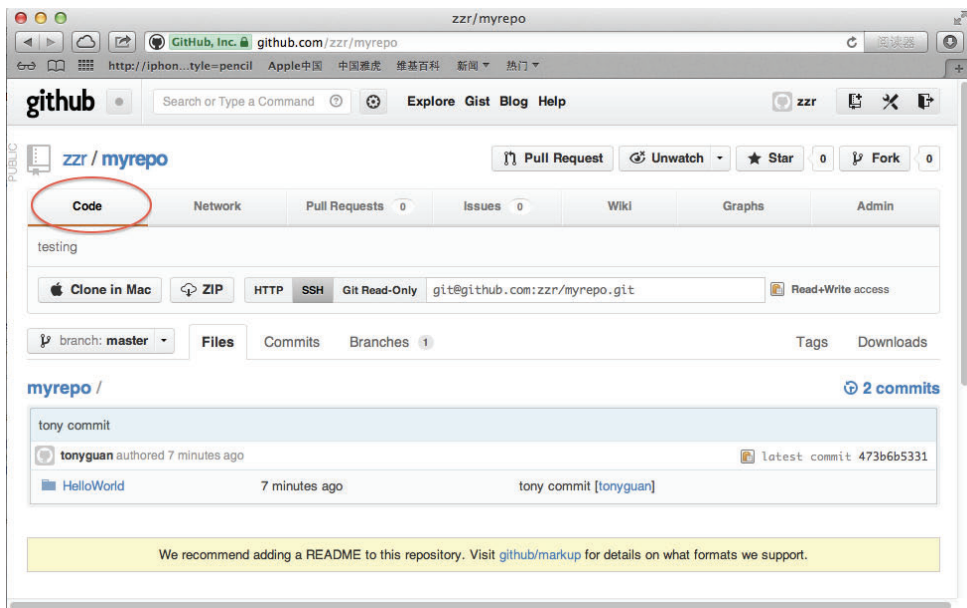 zzr/myrepo
GitHub, Inc. github.com/zzr/myrepo 阅读器
http://iphon...tyle=pencil Apple中国 中国雅虎 维基百科 新闻 热门
github Search or Type a Command Explore Gist Blog Help zzr
PUBLIC
zzr / myrepo Pull Request Unwatch Star 0 Fork 0
Code Network Pull Requests 0 Issues 0 Wiki Graphs Admin
testing
Clone in Mac ZIP HTTP SSH Git Read-Only git@github.com:zzr/myrepo.git Read+Write access
branch: master Files Commits Branches 1 Tags Downloads
myrepo / 2 commits
tony commit
tonyguan authored 7 minutes ago latest commit 473b6b5331
HelloWorld 7 minutes ago tony commit [tonyguan]
We recommend adding a README to this repository. Visit github/markup for details on what formats we support.